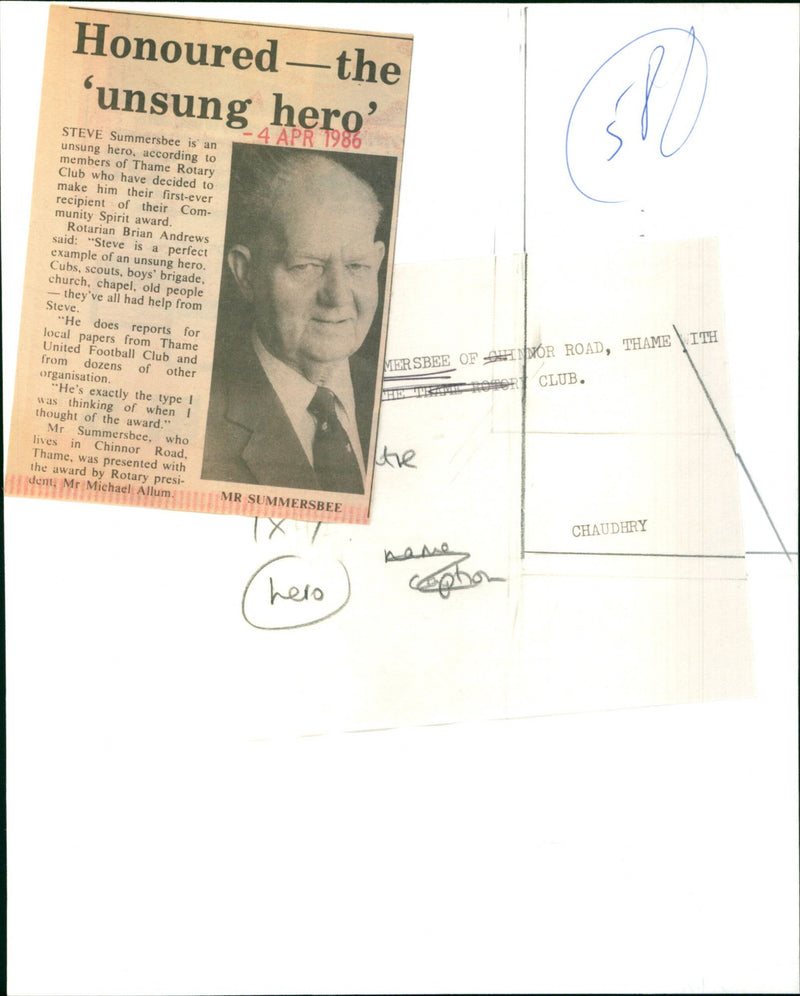 Honoured—the
‘unsung hero’
- 4 APR 1986
STEVE Summersbee is an
unsung hero, according to
members of Thame Rotary
Club who have decided to
make him their first-ever
recipient of their Com-
munity Spirit award.
Rotarian Brian Andrews
said: “Steve is a perfect
example of an unsung hero.
Cubs, scouts, boys’ brigade,
church, chapel, old people
— they’ve all had help from
Steve.
“He does reports for
local papers from Thame
United Football Club and
from dozens of other
organisation.
“He’s exactly the type I
was thinking of when I
thought of the award.”
Mr Summersbee, who
lives in Chinnor Road,
Thame, was presented with
the award by Rotary presi-
dent, Mr Michael Allum.
MR SUMMERSBEE
MERSBEE OF CHINNOR ROAD, THAME WITH
HE THAME ROTORY CLUB.
CHAUDHRY
name
caption
hero